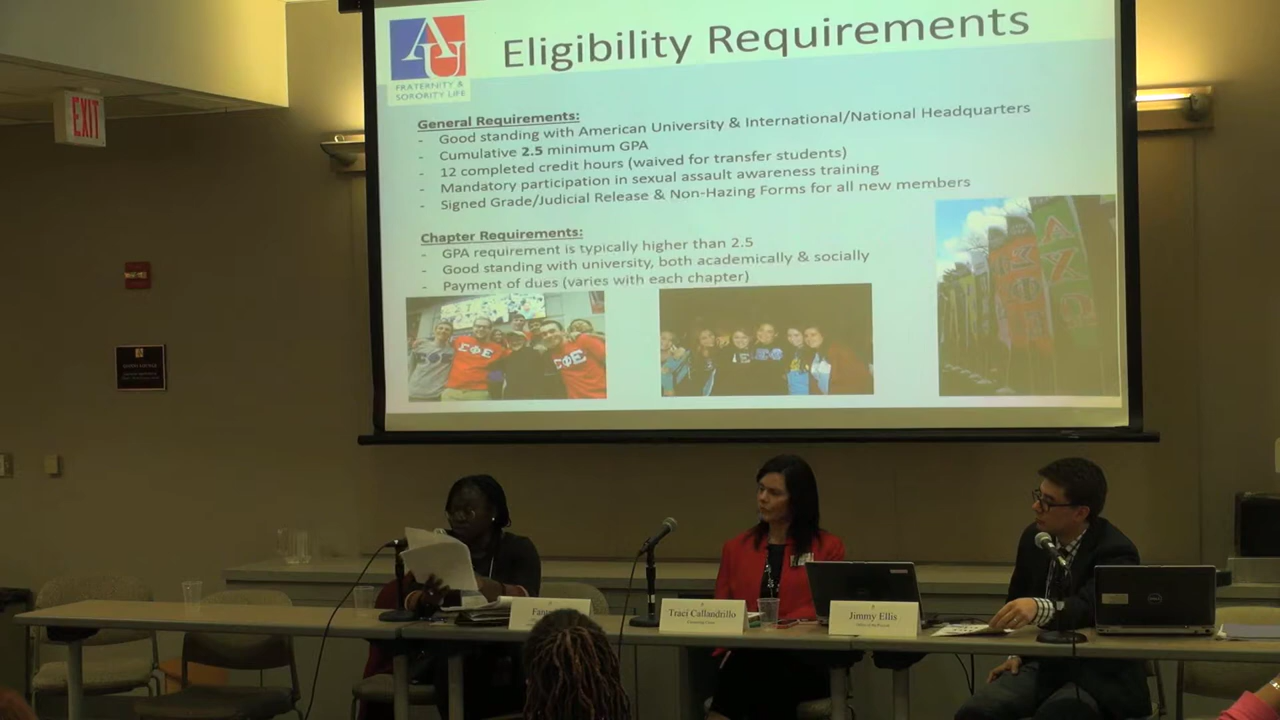 AU
FRATERNITY &
SORORITY LIFE
Eligibility Requirements
General Requirements:
- Good standing with American University & International/National Headquarters
- Cumulative 2.5 minimum GPA
- 12 completed credit hours (waived for transfer students)
- Mandatory participation in sexual assault awareness training
- Signed Grade/Judicial Release & Non-Hazing Forms for all new members
Chapter Requirements:
- GPA requirement is typically higher than 2.5
- Good standing with university, both academically & socially
- Payment of dues (varies with each chapter)
EXIT
ΣΦΕ
ΣΦΕ
Traci Callandrillo
Counseling Center
Jimmy Ellis
DELL